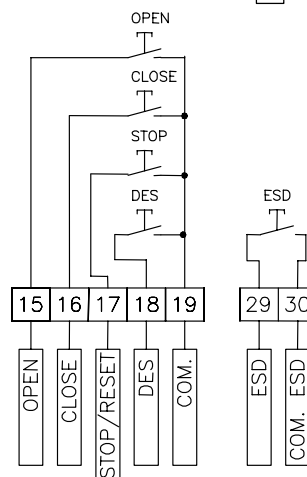 OPEN
CLOSE
STOP
DES
ESD
15 16 17 18 19 29 30
OPEN
CLOSE
STOP/RESET
DES
COM.
ESD
COM. ESD